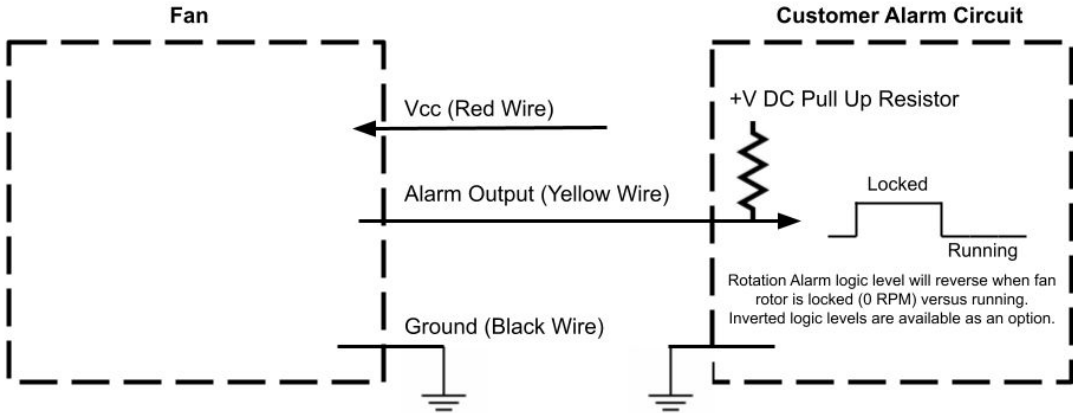 Fan
Customer Alarm Circuit
Vcc (Red Wire)
+V DC Pull Up Resistor
Alarm Output (Yellow Wire)
Locked
Running
Rotation Alarm logic level will reverse when fan
rotor is locked (0 RPM) versus running.
Inverted logic levels are available as an option.
Ground (Black Wire)